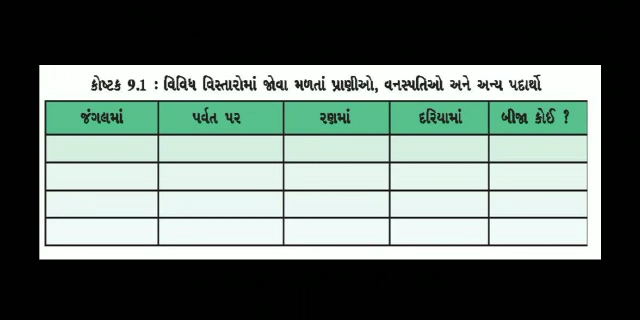 કોષ્ટક 9.1 : વિવિધ વિસ્તારોમાં જોવા મળતાં પ્રાણીઓ, વનસ્પતિઓ અને અન્ય પદાર્થો
જંગલમાં પર્વત પર રણમાં દરિયામાં બીજા કોઈ ?